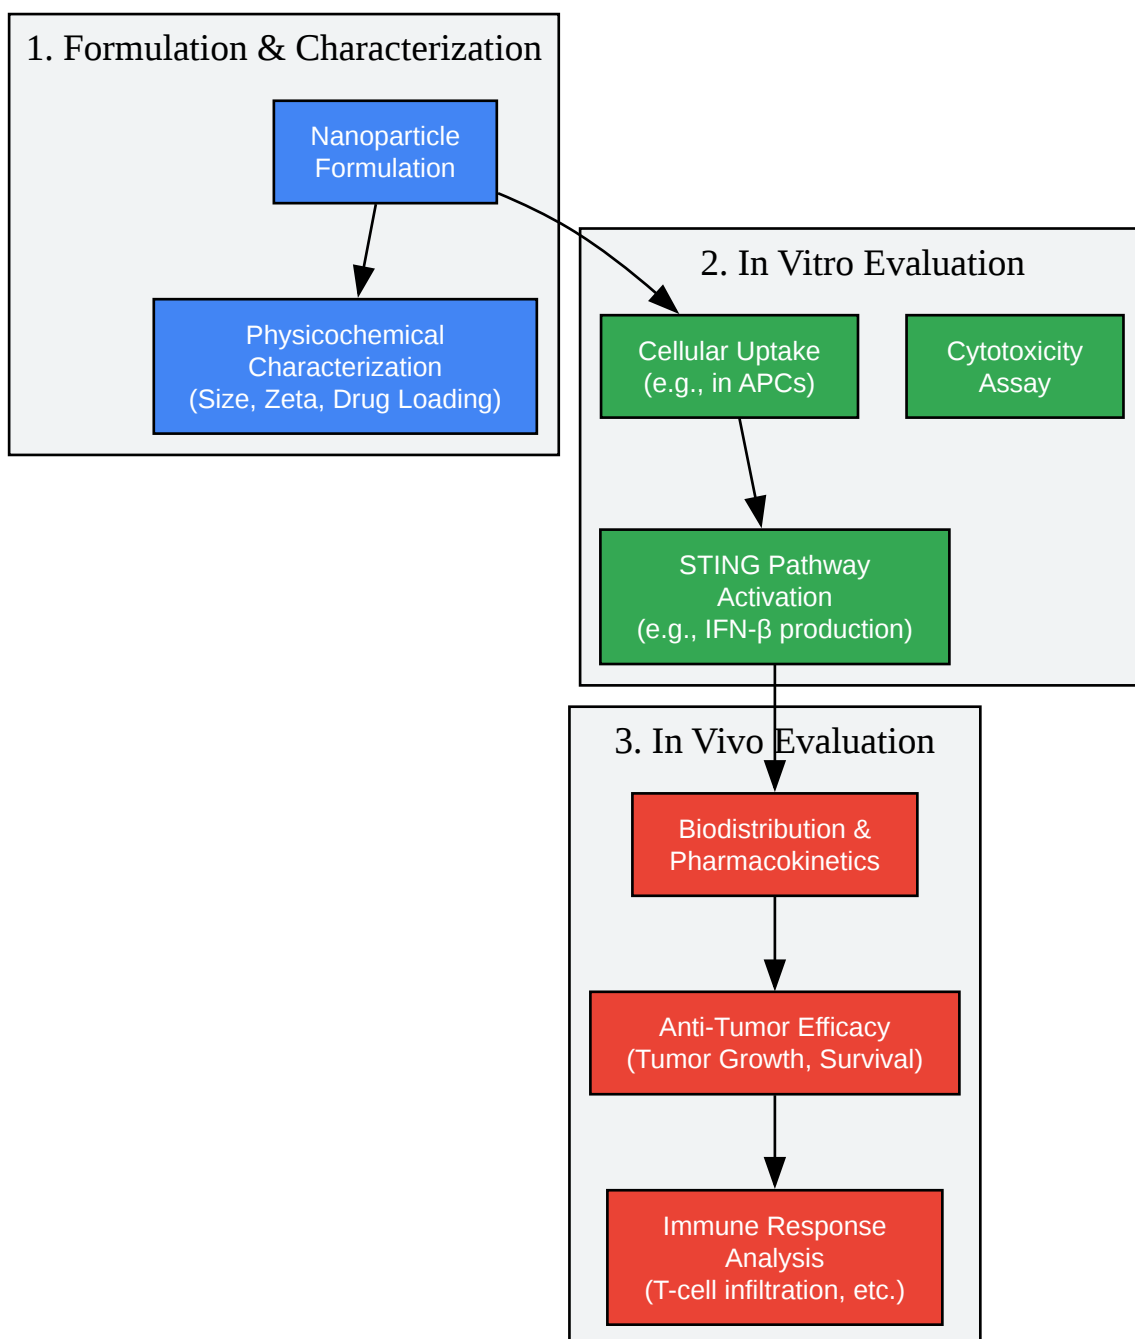 1. Formulation & Characterization
Nanoparticle
Formulation
Physicochemical
Characterization
(Size, Zeta, Drug Loading)
2. In Vitro Evaluation
Cellular Uptake
(e.g., in APCs)
Cytotoxicity
Assay
STING Pathway
Activation
(e.g., IFN-β production)
3. In Vivo Evaluation
Biodistribution &
Pharmacokinetics
Anti-Tumor Efficacy
(Tumor Growth, Survival)
Immune Response
Analysis
(T-cell infiltration, etc.)